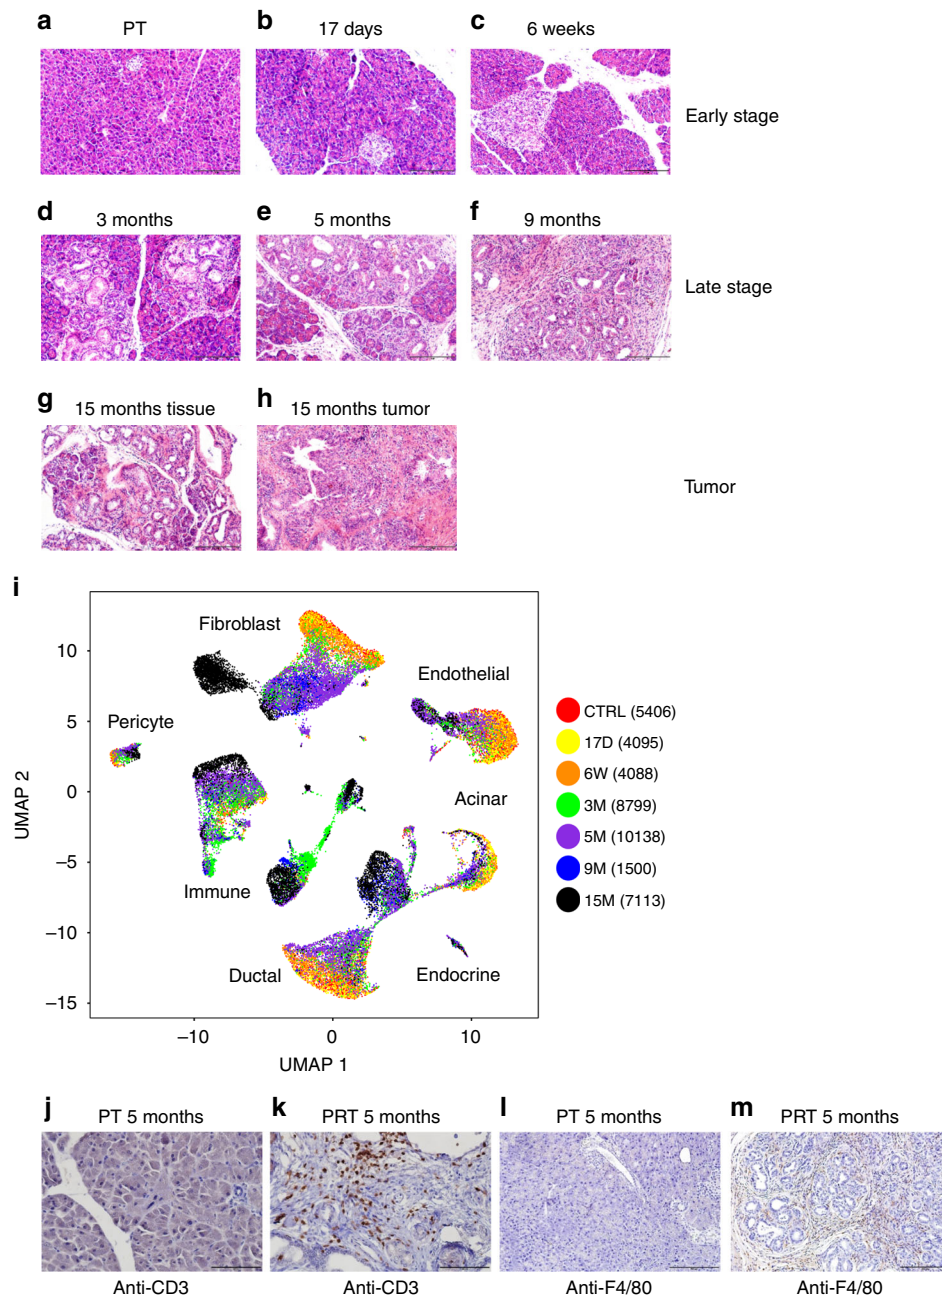 a PT
b 17 days
c 6 weeks
Early stage
d 3 months
e 5 months
f 9 months
Late stage
g 15 months tissue
h 15 months tumor
Tumor
i
Fibroblast
Endothelial
Pericyte
Acinar
Immune
Ductal
Endocrine
UMAP 2
10
5
0
−5
−10
−15
−10 0 10
UMAP 1
CTRL (5406)
17D (4095)
6W (4088)
3M (8799)
5M (10138)
9M (1500)
15M (7113)
j PT 5 months
k PRT 5 months
l PT 5 months
m PRT 5 months
Anti-CD3
Anti-CD3
Anti-F4/80
Anti-F4/80